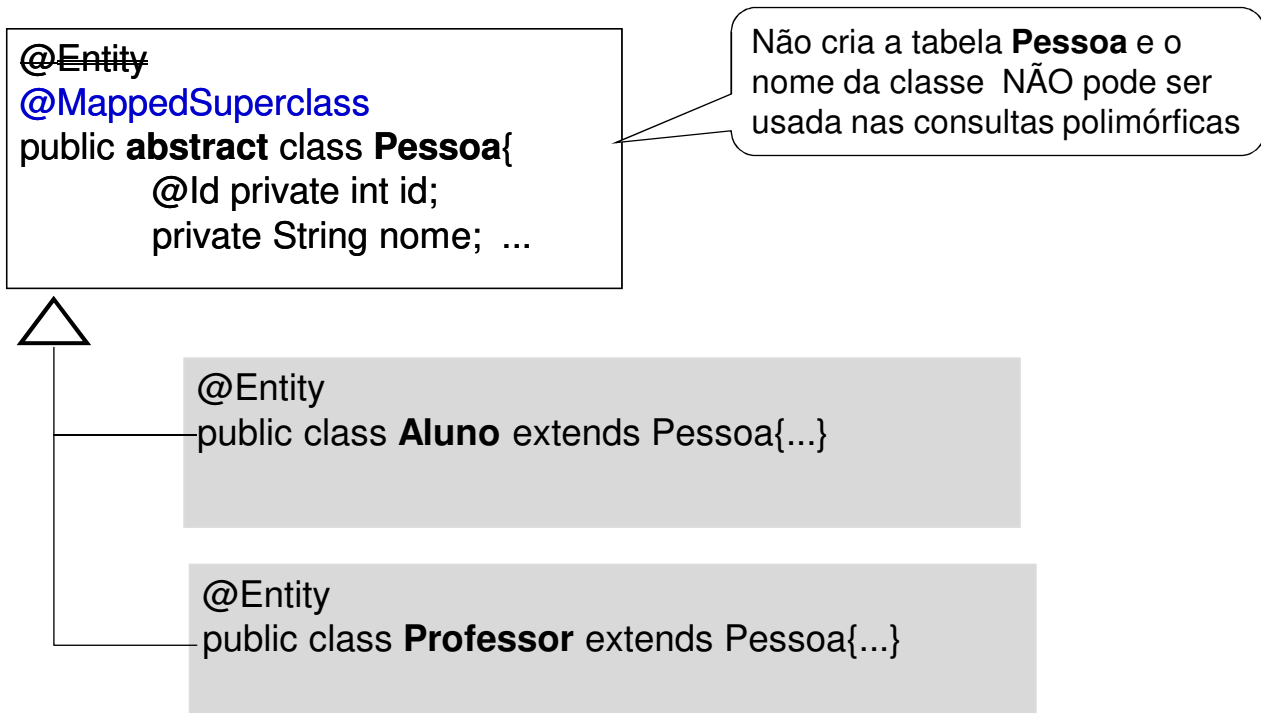 @Entity
@MappedSuperclass
public abstract class Pessoa{
@Id private int id;
private String nome; ...
Não cria a tabela Pessoa e o
nome da classe NÃO pode ser
usada nas consultas polimórficas
@Entity
public class Aluno extends Pessoa{...}
@Entity
public class Professor extends Pessoa{...}